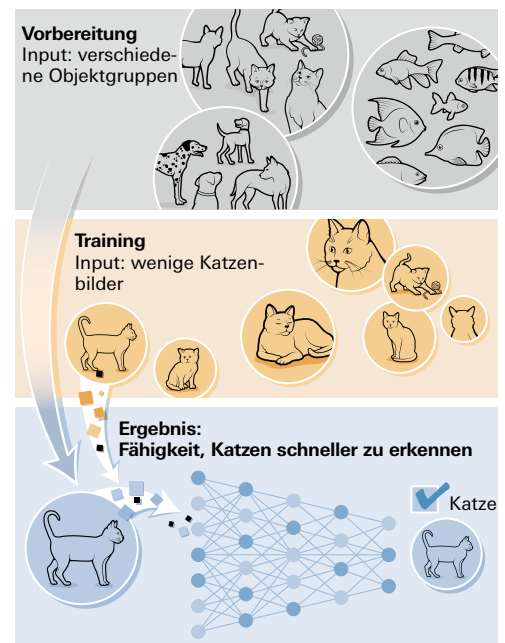 Vorbereitung
Input: verschiede-
ne Objektgruppen
Training
Input: wenige Katzen-
bilder
Ergebnis:
Fähigkeit, Katzen schneller zu erkennen
Katze